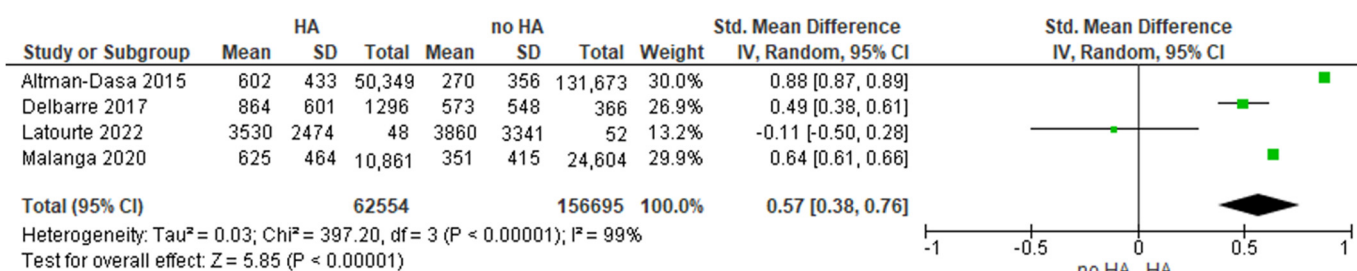 HA no HA Std. Mean Difference Std. Mean Difference
Study or Subgroup Mean SD Total Mean SD Total Weight IV, Random, 95% CI IV, Random, 95% CI
Altman-Dasa 2015 602 433 50,349 270 356 131,673 30.0% 0.88 [0.87, 0.89]
Delbarre 2017 864 601 1296 573 548 366 26.9% 0.49 [0.38, 0.61]
Latourte 2022 3530 2474 48 3860 3341 52 13.2% -0.11 [-0.50, 0.28]
Malanga 2020 625 464 10,861 351 415 24,604 29.9% 0.64 [0.61, 0.66]
Total (95% CI) 62554 156695 100.0% 0.57 [0.38, 0.76]
Heterogeneity: Tau² = 0.03; Chi² = 397.20, df = 3 (P < 0.00001); I² = 99%
Test for overall effect: Z = 5.85 (P < 0.00001)
-1 -0.5 0 0.5 1
no HA HA